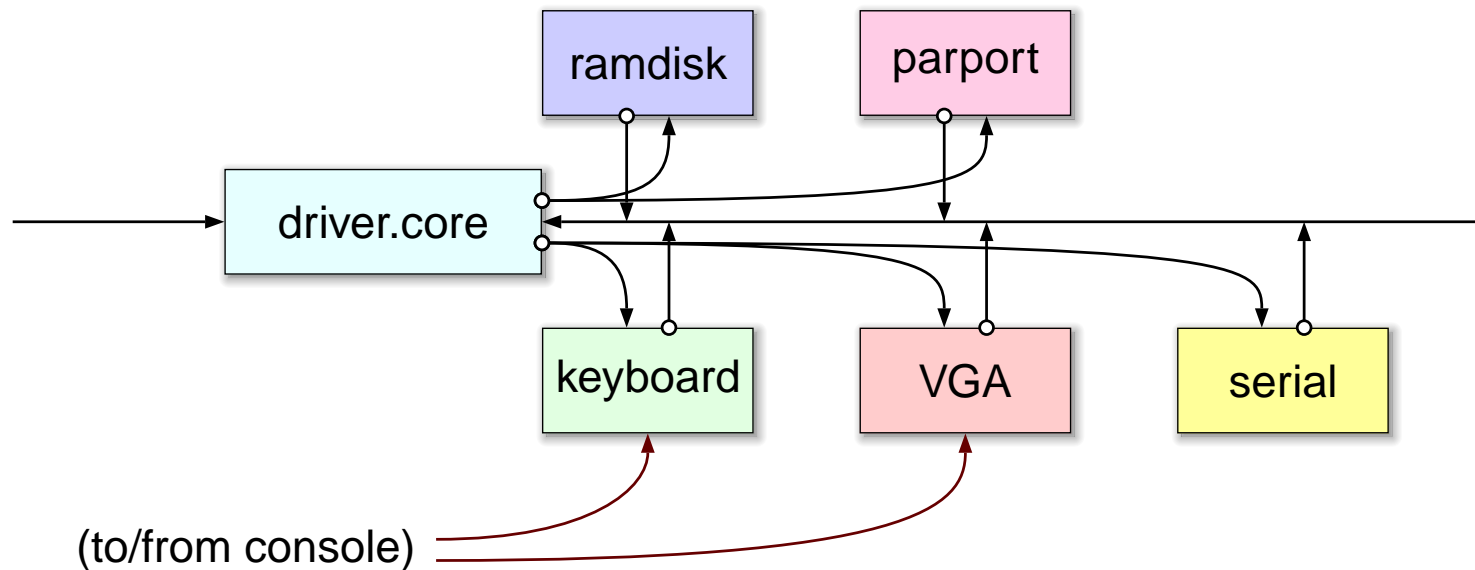 ramdisk
parport
driver.core
keyboard
VGA
serial
(to/from console)